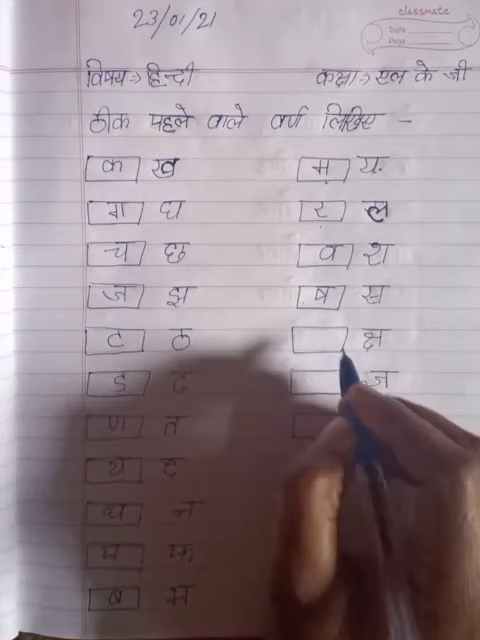 classmate
Date
Page
23/01/21
विषय → हिन्दी कक्षा → एल के जी
ठीक पहले वाले वर्ण लिखिए -
क ख म य
ग घ र ल
च छ व श
ज झ ष स
ट ठ क्ष
ड ढ ज
ण त
थ द
ध न
प फ
ब भ